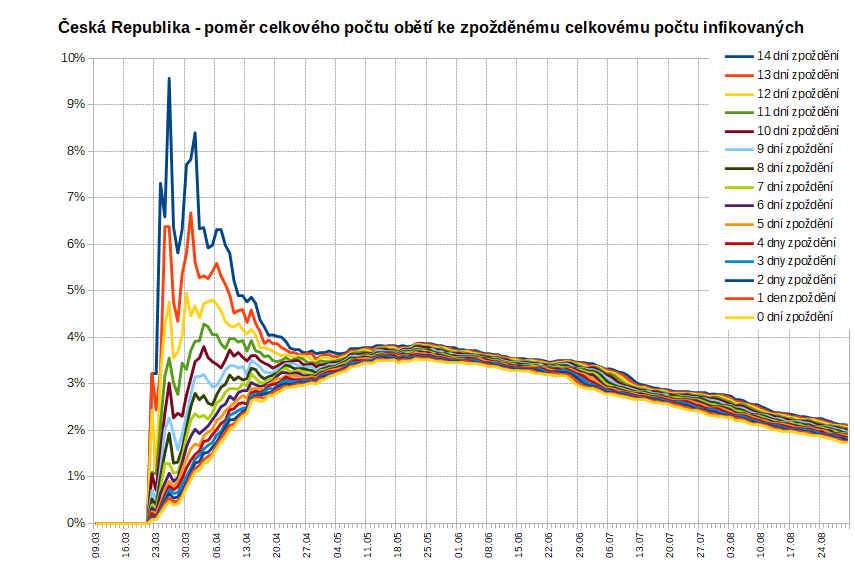 Česká Republika - poměr celkového počtu obětí ke zpožděnému celkovému počtu infikovaných
10%
9%
8%
7%
6%
5%
4%
3%
2%
1%
0%
14 dní zpoždění
13 dní zpoždění
12 dní zpoždění
11 dní zpoždění
10 dní zpoždění
9 dní zpoždění
8 dní zpoždění
7 dní zpoždění
6 dní zpoždění
5 dní zpoždění
4 dny zpoždění
3 dny zpoždění
2 dny zpoždění
1 den zpoždění
0 dní zpoždění
09.03
16.03
23.03
30.03
06.04
13.04
20.04
27.04
04.05
11.05
18.05
25.05
01.06
08.06
15.06
22.06
29.06
06.07
13.07
20.07
27.07
03.08
10.08
17.08
24.08